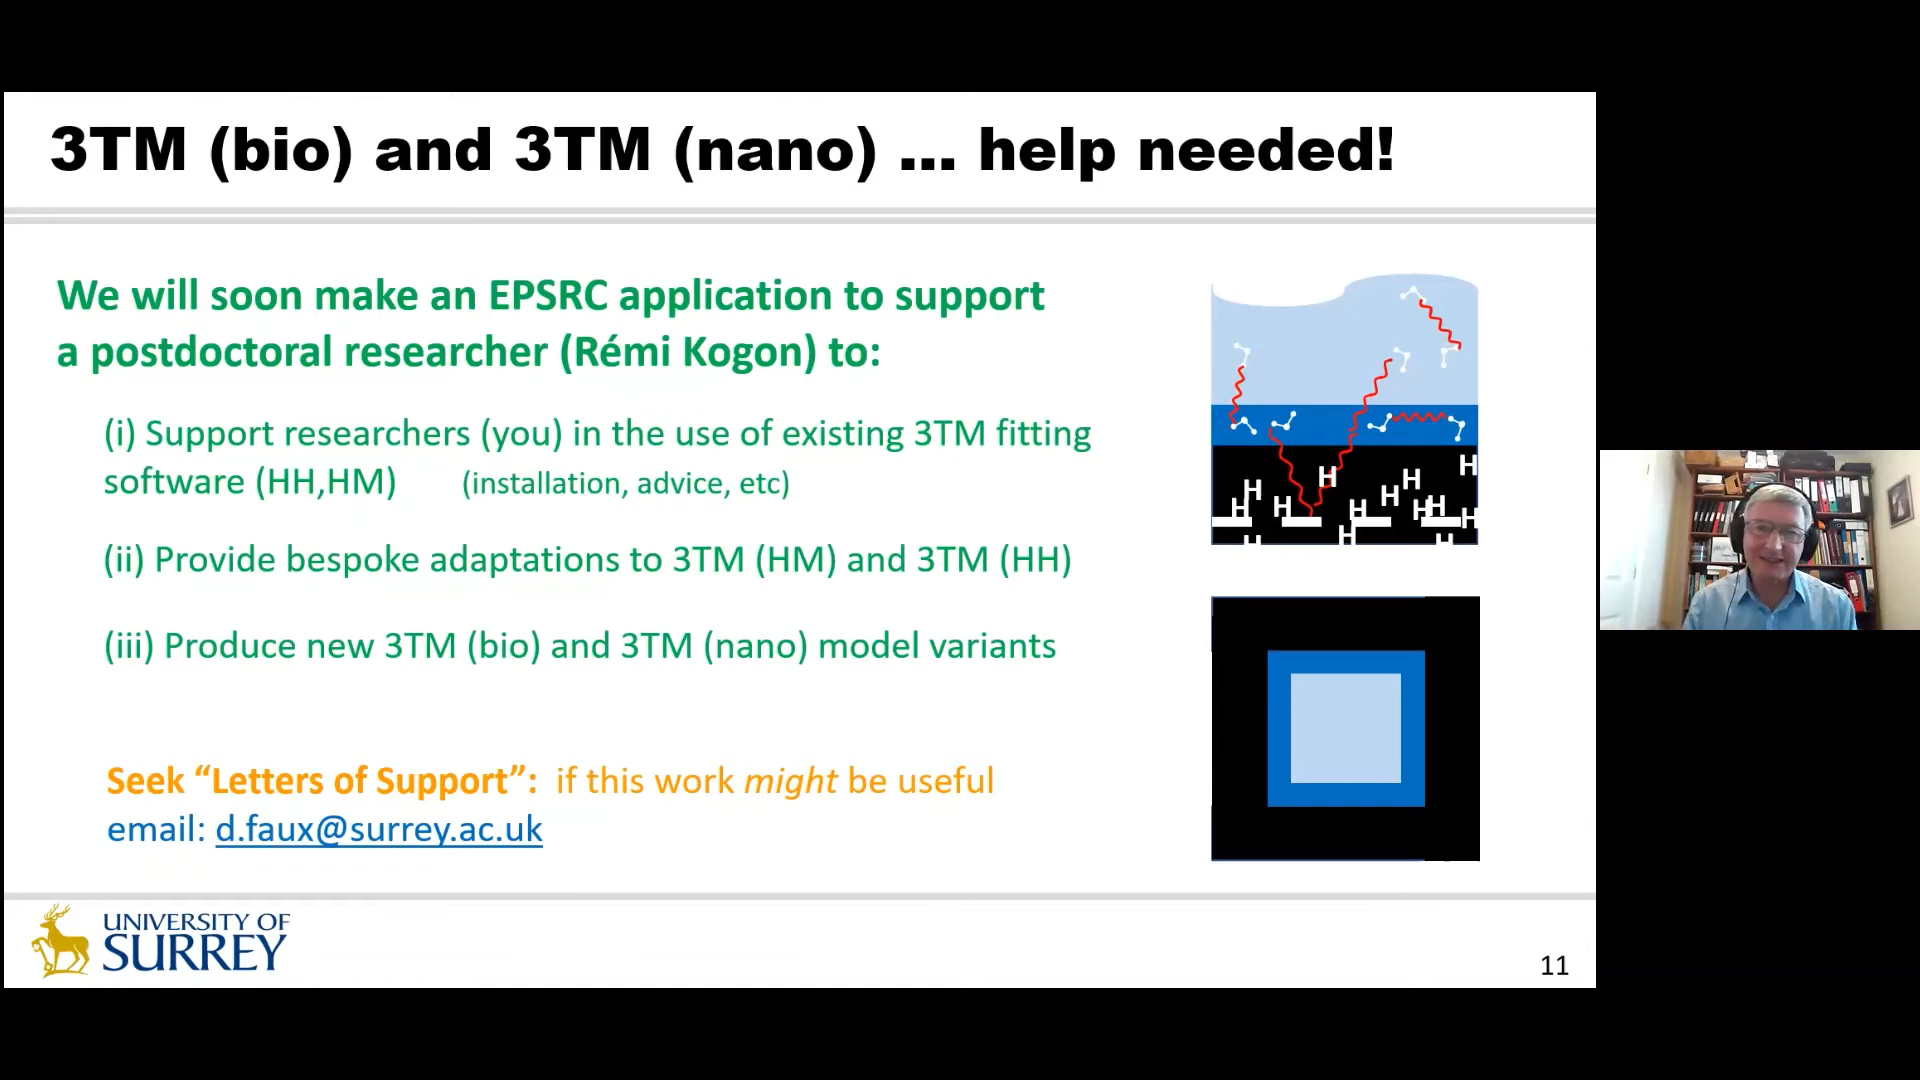 3TM (bio) and 3TM (nano) ... help needed!
We will soon make an EPSRC application to support
a postdoctoral researcher (Rémi Kogon) to:
(i) Support researchers (you) in the use of existing 3TM fitting
software (HH,HM) (installation, advice, etc)
(ii) Provide bespoke adaptations to 3TM (HM) and 3TM (HH)
(iii) Produce new 3TM (bio) and 3TM (nano) model variants
Seek “Letters of Support”: if this work might be useful
email: d.faux@surrey.ac.uk
H H H H
H H H H H H H H
H H H
UNIVERSITY OF
SURREY
11